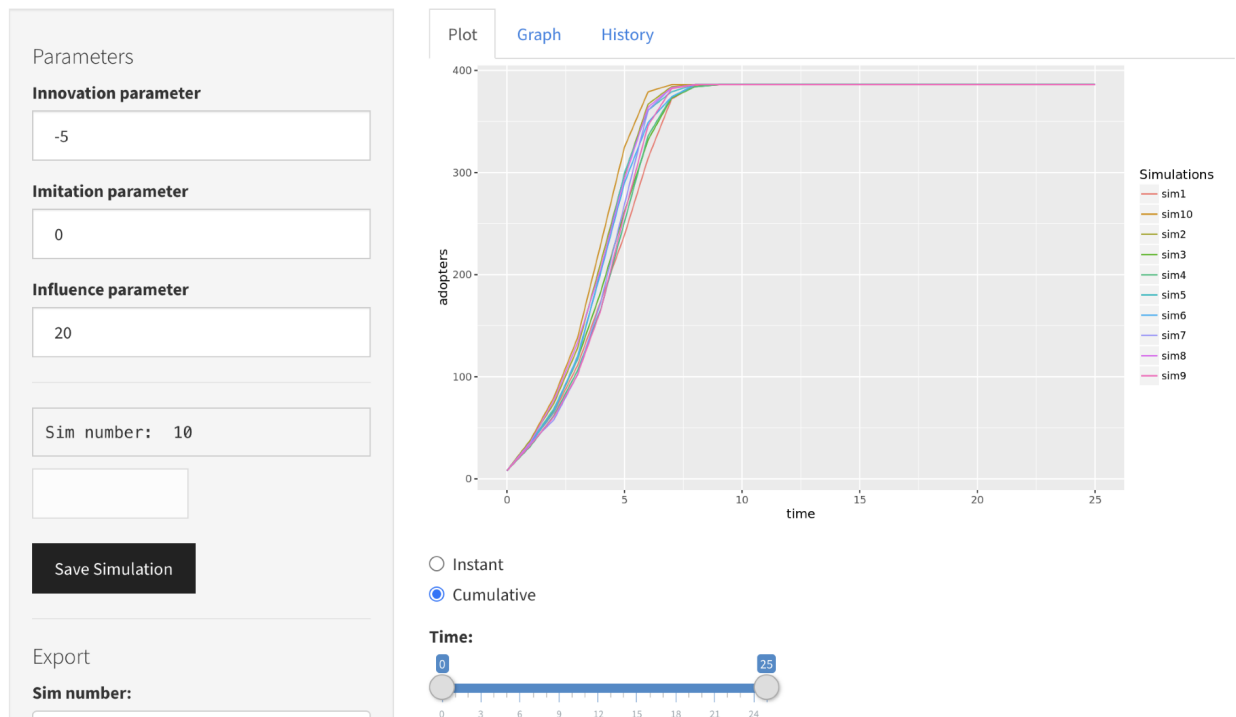 Parameters
Innovation parameter
-5
Imitation parameter
0
Influence parameter
20
Sim number:  10
Save Simulation
Export
Sim number:
Plot
Graph
History
400
300
200
100
0
adopters
0 5 10 15 20 25
time
Simulations
sim1
sim10
sim2
sim3
sim4
sim5
sim6
sim7
sim8
sim9
Instant
Cumulative
Time:
0 25
0 3 6 9 12 15 18 21 24